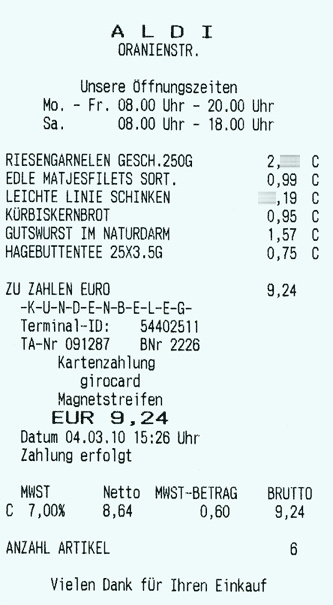 A L D I
ORANIENSTR.
Unsere Öffnungszeiten
Mo. - Fr. 08.00 Uhr - 20.00 Uhr
Sa. 08.00 Uhr - 18.00 Uhr
RIESENGARNELEN GESCH.250G 2, C
EDLE MATJESFILETS SORT. 0,99 C
LEICHTE LINIE SCHINKEN ,19 C
KÜRBISKERNBROT 0,95 C
GUTSWURST IM NATURDARM 1,57 C
HAGEBUTTENTEE 25X3.5G 0,75 C
ZU ZAHLEN EURO 9,24
-K-U-N-D-E-N-B-E-L-E-G-
Terminal-ID: 54402511
TA-Nr 091287 BNr 2226
Kartenzahlung
girocard
Magnetstreifen
EUR 9,24
Datum 04.03.10 15:26 Uhr
Zahlung erfolgt
MWST Netto MWST-BETRAG BRUTTO
C 7,00% 8,64 0,60 9,24
ANZAHL ARTIKEL 6
Vielen Dank für Ihren Einkauf